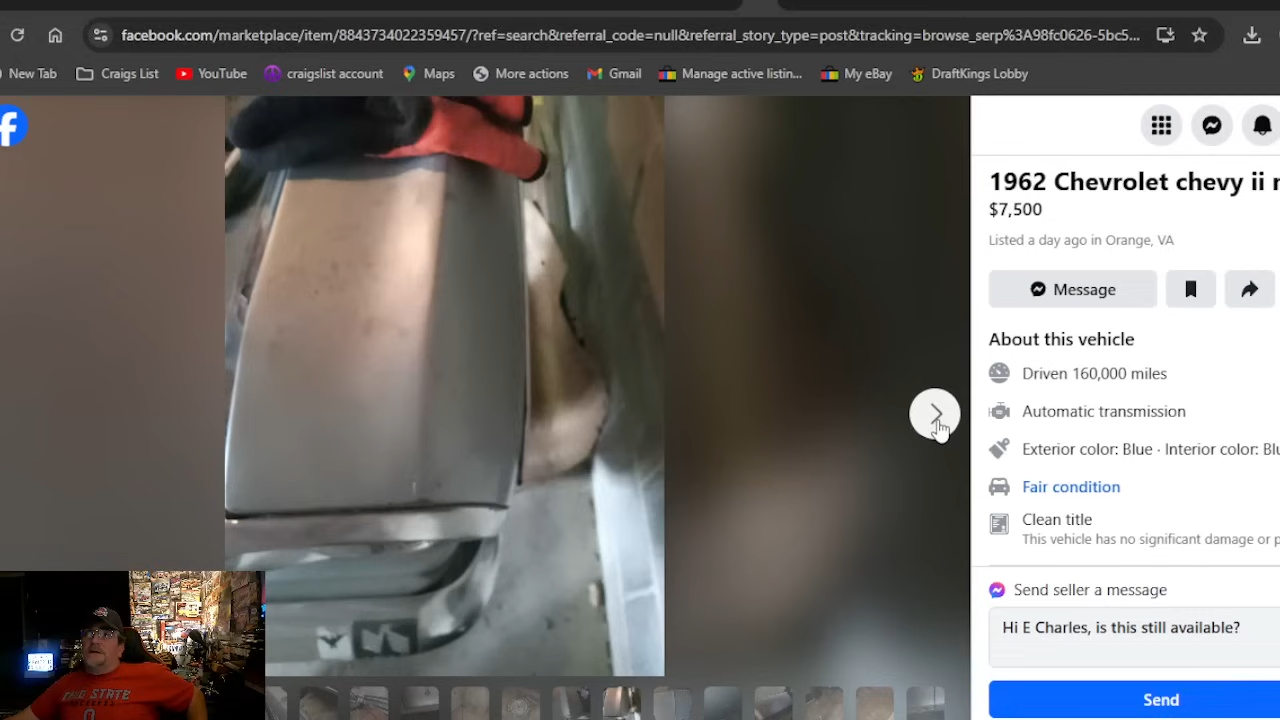 facebook.com/marketplace/item/8843734022359457/?ref=search&referral_code=null&referral_story_type=post&tracking=browse_serp%3A98fc0626-5bc5...
New Tab Craigs List YouTube craigslist account Maps More actions Gmail Manage active listin... My eBay DraftKings Lobby
1962 Chevrolet chevy ii
$7,500
Listed a day ago in Orange, VA
Message
About this vehicle
Driven 160,000 miles
Automatic transmission
Exterior color: Blue · Interior color:
Fair condition
Clean title
This vehicle has no significant damage or
Send seller a message
Hi E Charles, is this still available?
Send
STATE